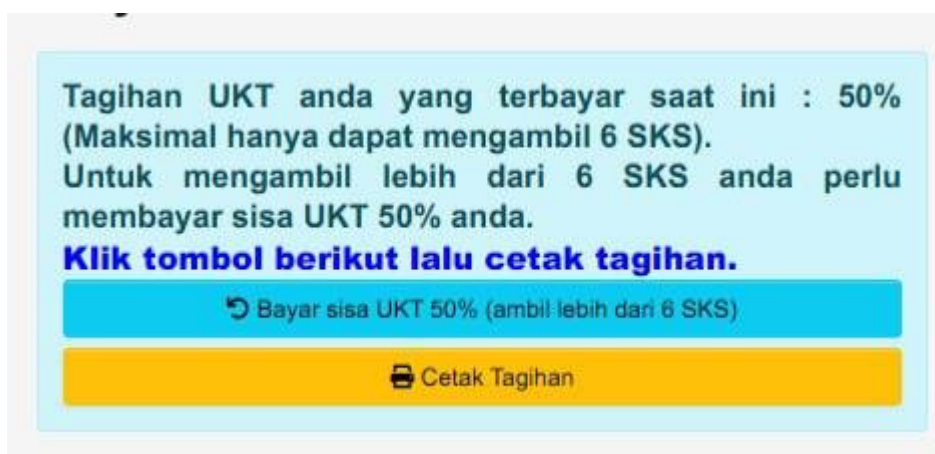 Tagihan UKT anda yang terbayar saat ini : 50%
(Maksimal hanya dapat mengambil 6 SKS).
Untuk mengambil lebih dari 6 SKS anda perlu
membayar sisa UKT 50% anda.
Klik tombol berikut lalu cetak tagihan.
Bayar sisa UKT 50% (ambil lebih dari 6 SKS)
Cetak Tagihan